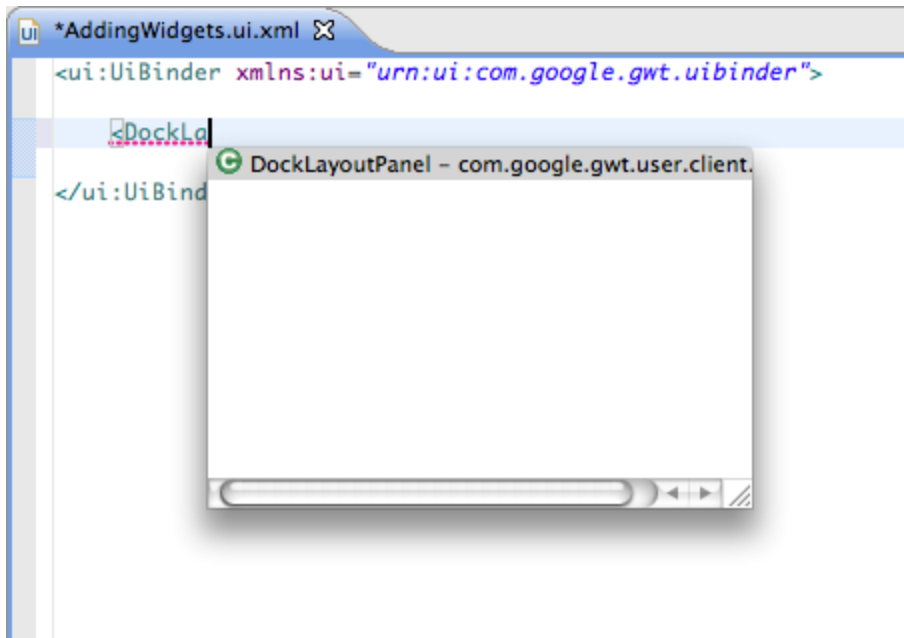 UI *AddingWidgets.ui.xml
<ui:UiBinder xmlns:ui="urn:ui:com.google.gwt.uibinder">
<DockLa
C DockLayoutPanel – com.google.gwt.user.client.
</ui:UiBind